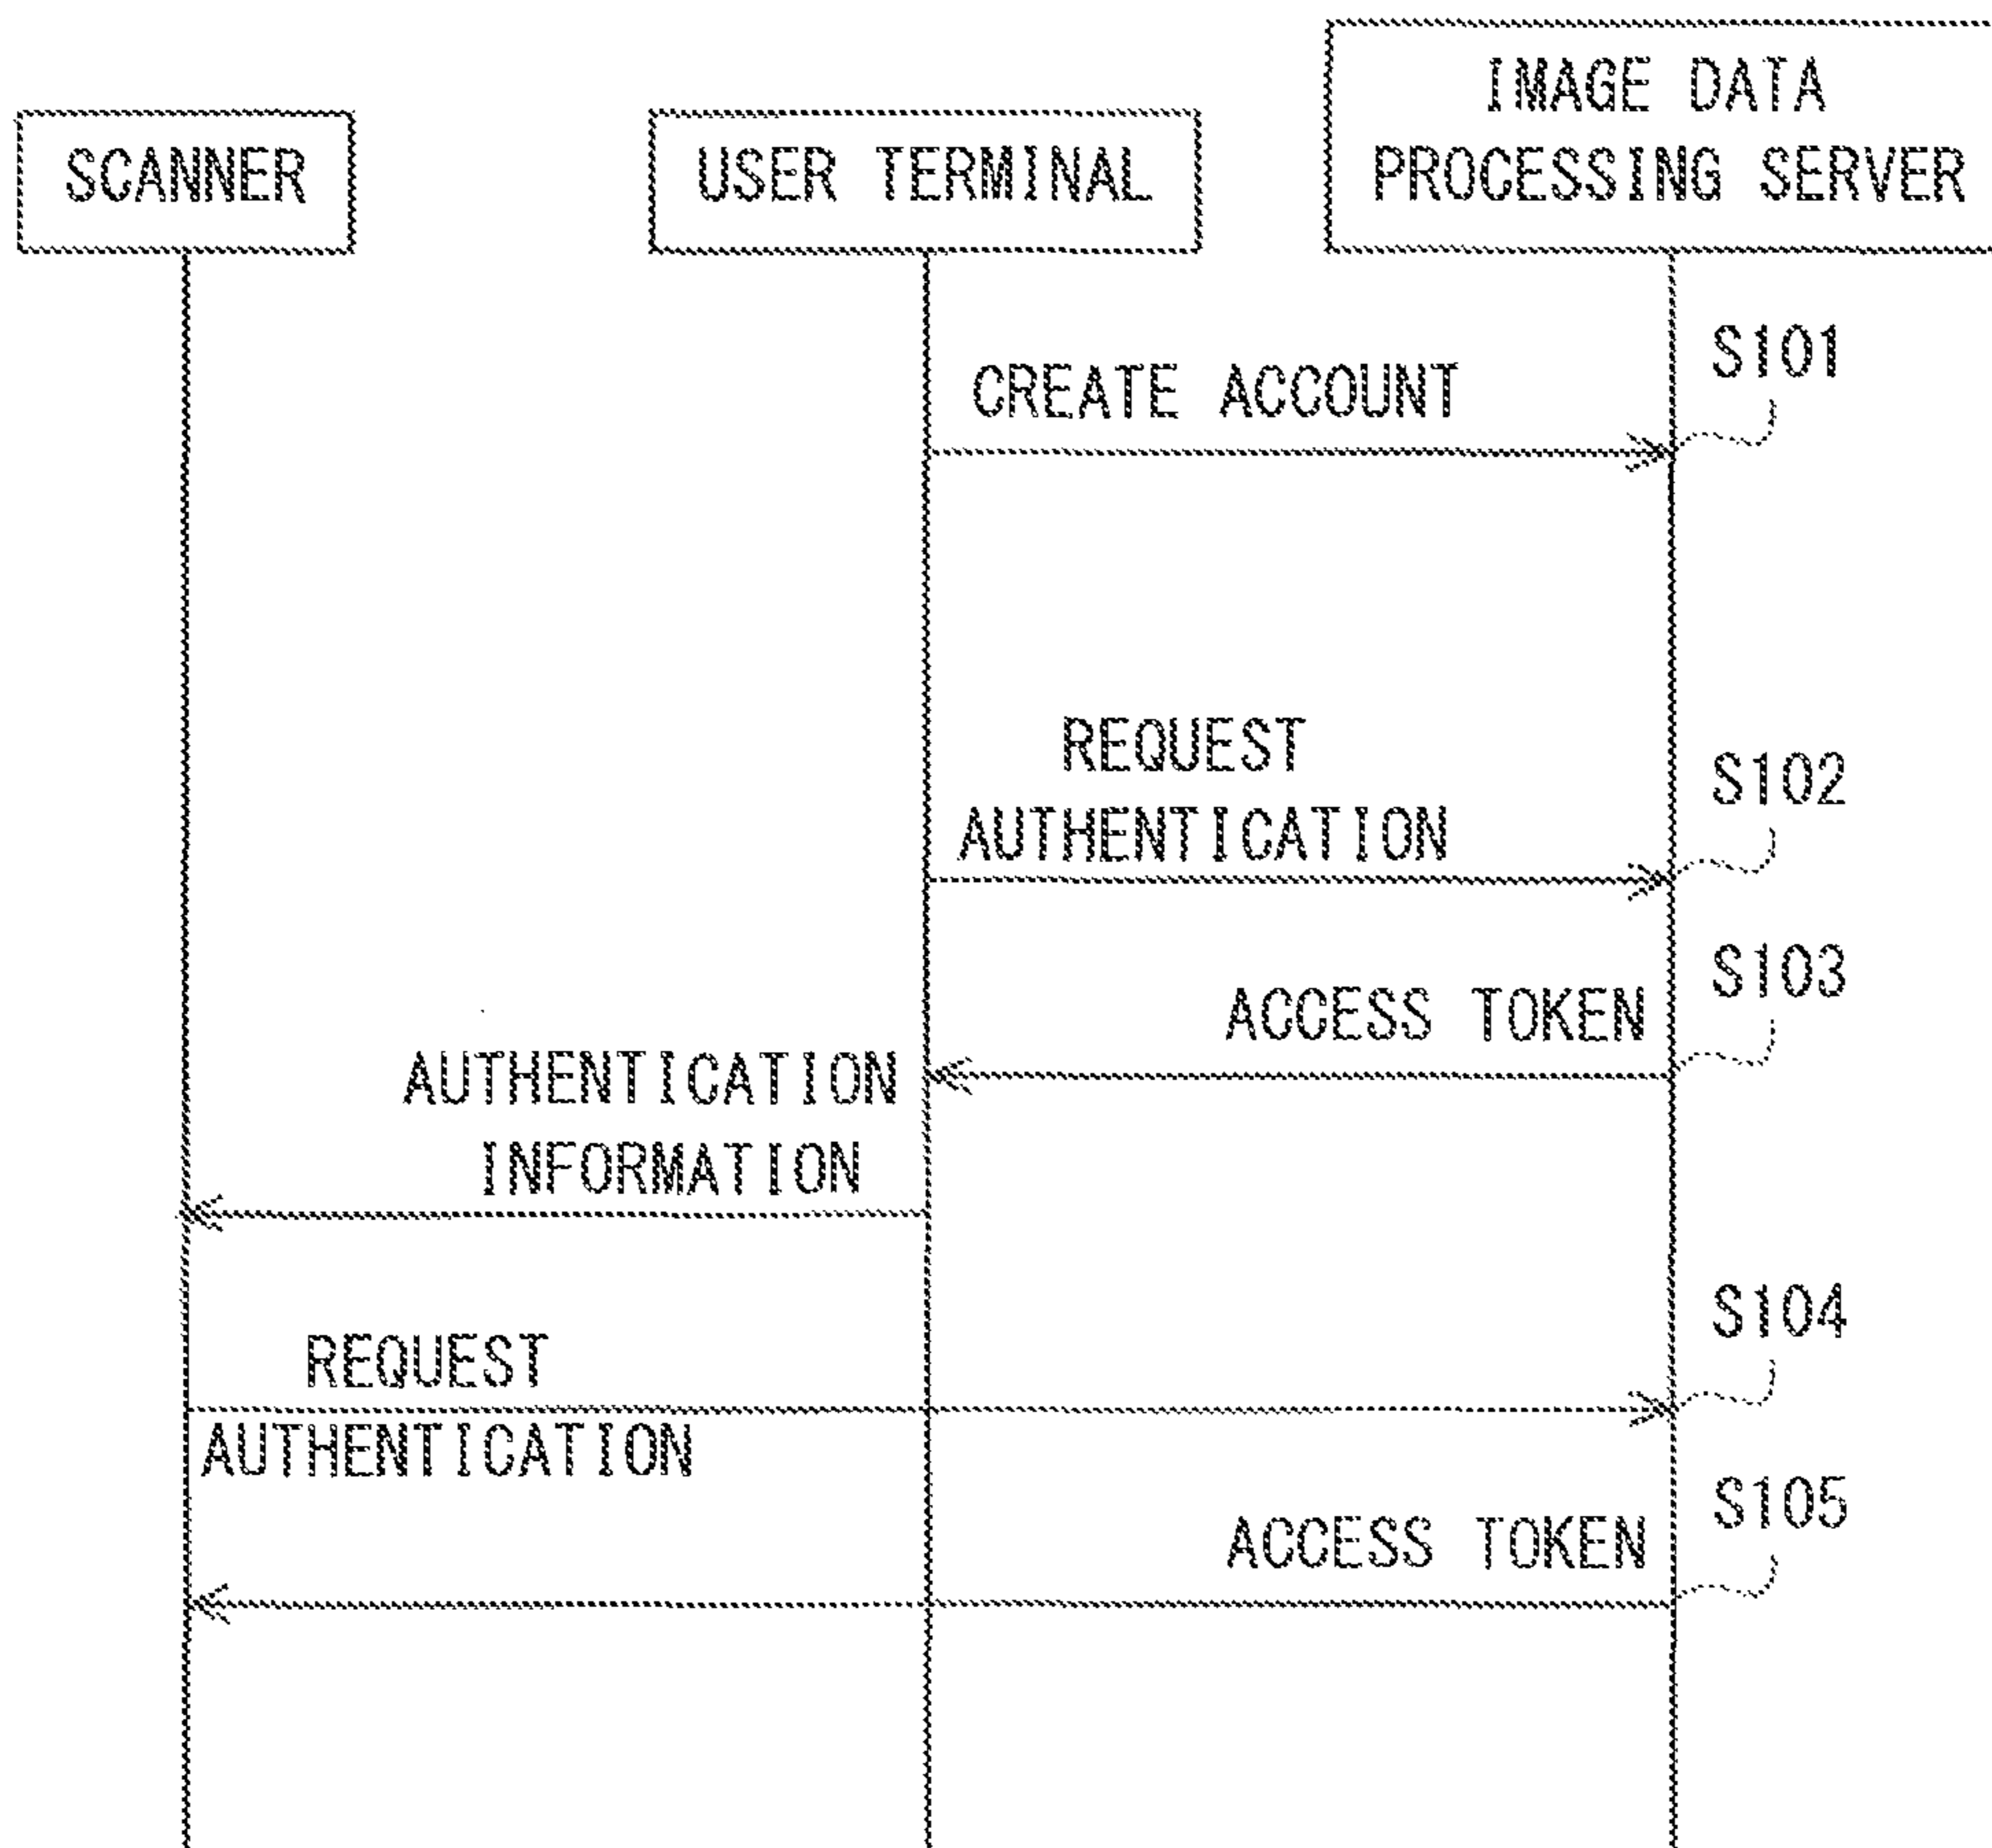 SCANNER
USER TERMINAL
IMAGE DATA
PROCESSING SERVER
S101
CREATE ACCOUNT
REQUEST
AUTHENTICATION
S102
S103
ACCESS TOKEN
AUTHENTICATION
INFORMATION
S104
REQUEST
AUTHENTICATION
S105
ACCESS TOKEN